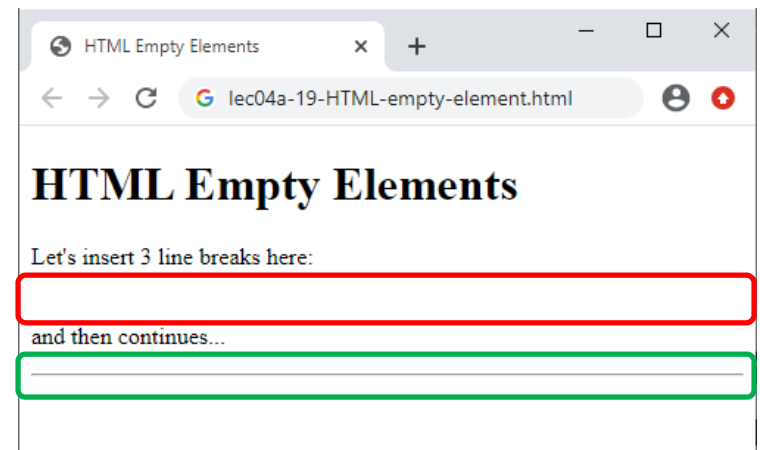 HTML Empty Elements
lec04a-19-HTML-empty-element.html
HTML Empty Elements
Let's insert 3 line breaks here:
and then continues...